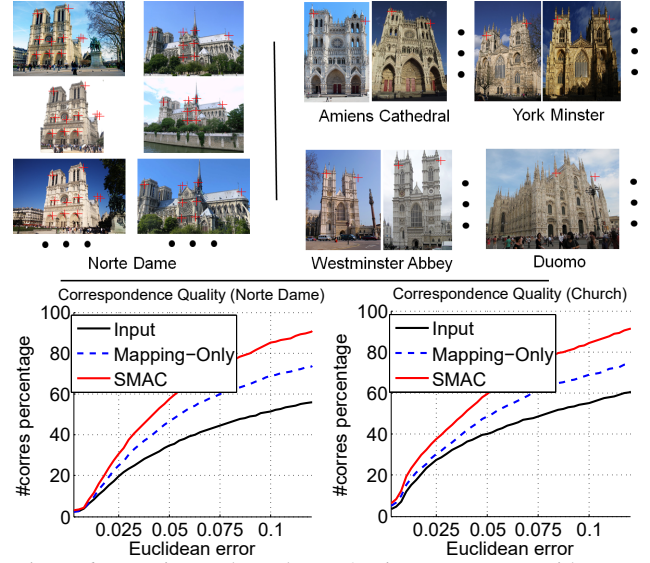 Amiens Cathedral
York Minster
Norte Dame
Westminster Abbey
Duomo
Correspondence Quality (Norte Dame)
#corres percentage
100
80
60
40
20
0
Input
Mapping-Only
SMAC
0.025
0.05
0.075
0.1
Euclidean error
Correspondence Quality (Church)
#corres percentage
100
80
60
40
20
0
Input
Mapping-Only
SMAC
0.025
0.05
0.075
0.1
Euclidean error